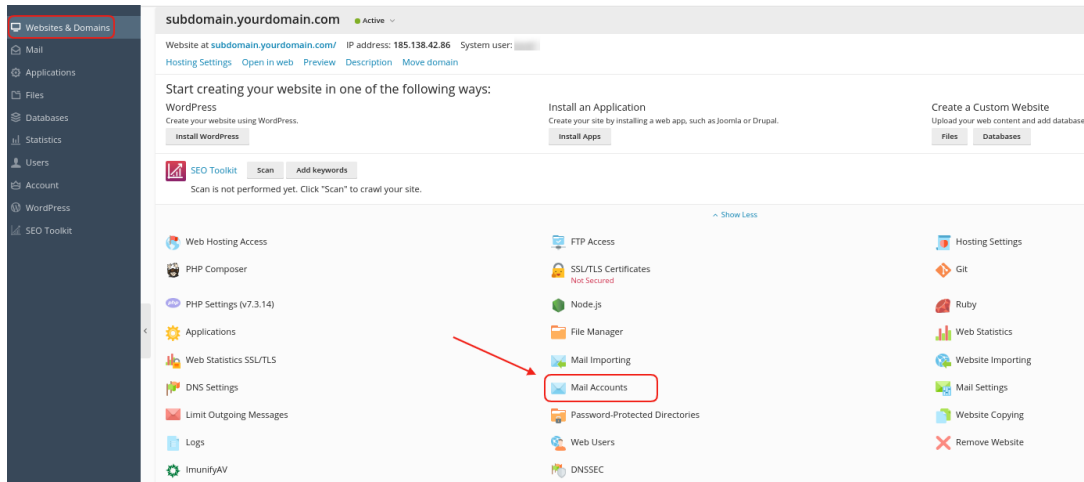 Websites & Domains
Mail
Applications
Files
Databases
Statistics
Users
Account
WordPress
SEO Toolkit
subdomain.yourdomain.com Active
Website at subdomain.yourdomain.com/ IP address: 185.138.42.86 System user:
Hosting Settings Open in web Preview Description Move domain
Start creating your website in one of the following ways:
WordPress Install an Application Create a Custom Website
Create your website using WordPress. Create your site by installing a web app, such as Joomla or Drupal. Upload your web content and add database
Install WordPress Install Apps Files Databases
SEO Toolkit Scan Add keywords
Scan is not performed yet. Click "Scan" to crawl your site.
Show Less
Web Hosting Access FTP Access Hosting Settings
PHP Composer SSL/TLS Certificates Git
Not Secured
PHP Settings (v7.3.14) Node.js Ruby
Applications File Manager Web Statistics
Web Statistics SSL/TLS Mail Importing Website Importing
DNS Settings Mail Accounts Mail Settings
Limit Outgoing Messages Password-Protected Directories Website Copying
Logs Web Users Remove Website
ImunifyAV DNSSEC